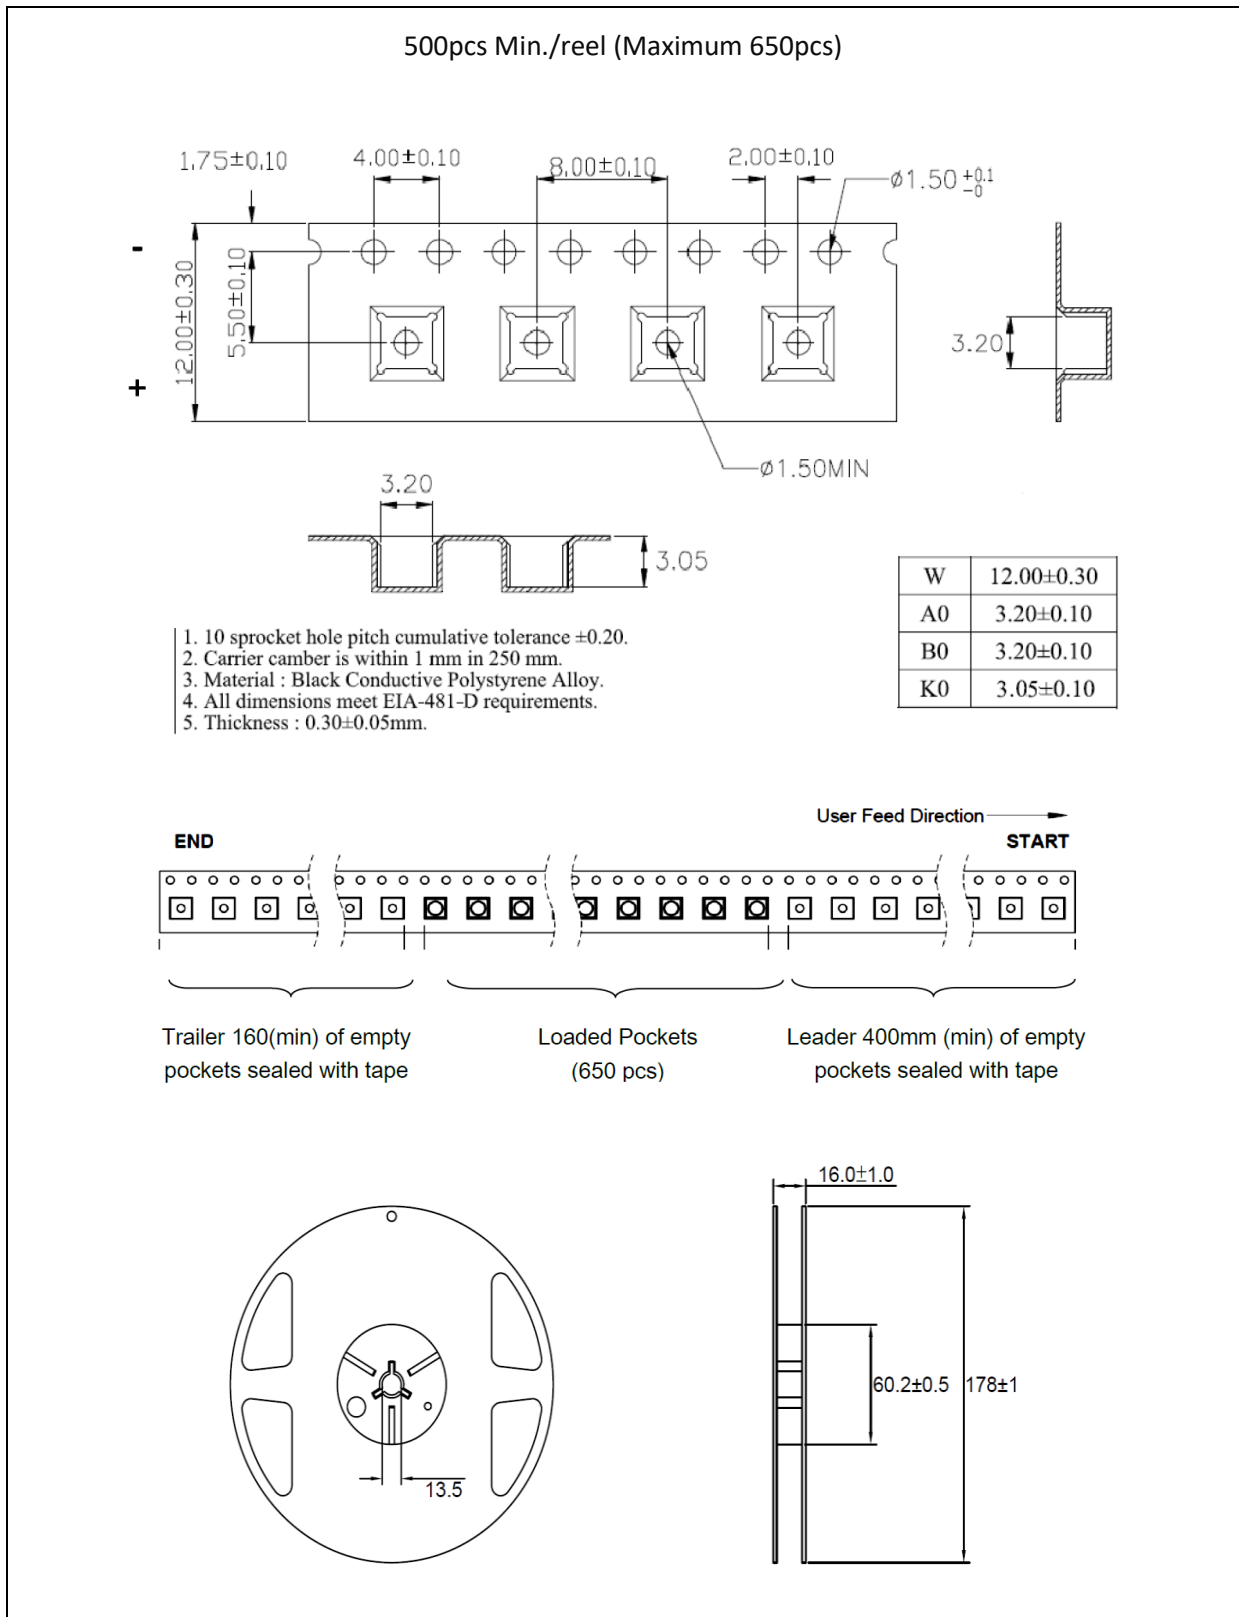 500pcs Min./reel (Maximum 650pcs)
1.75±0.10
4.00±0.10
8.00±0.10
2.00±0.10
ø1.50 +0.1 -0
-
+
12.00±0.30
5.50±0.10
3.20
ø1.50MIN
3.20
3.05
W 12.00±0.30
A0 3.20±0.10
B0 3.20±0.10
K0 3.05±0.10
1. 10 sprocket hole pitch cumulative tolerance ±0.20.
2. Carrier camber is within 1 mm in 250 mm.
3. Material : Black Conductive Polystyrene Alloy.
4. All dimensions meet EIA-481-D requirements.
5. Thickness : 0.30±0.05mm.
User Feed Direction
END
START
Trailer 160(min) of empty
pockets sealed with tape
Loaded Pockets
(650 pcs)
Leader 400mm (min) of empty
pockets sealed with tape
16.0±1.0
60.2±0.5
178±1
13.5